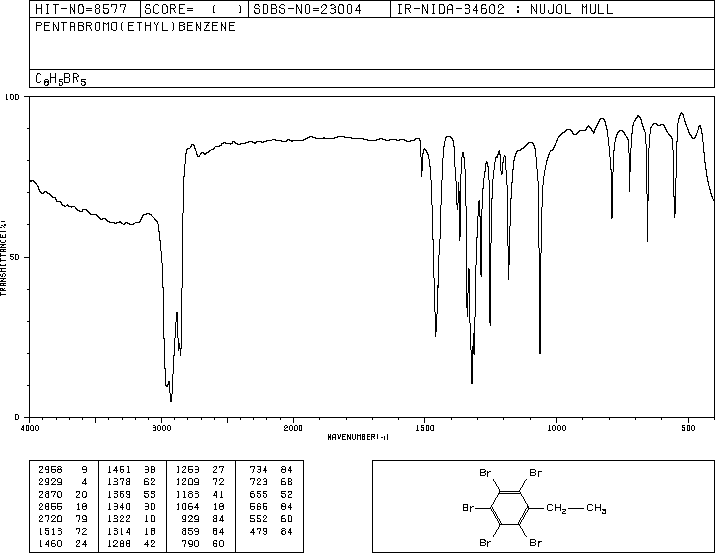 HIT-NO=8577 SCORE= ( ) SDBS-NO=23004 IR-NIDA-34602 : NUJOL MULL
PENTABROMO(ETHYL)BENZENE
C8H5BR5
100
50
0
TRANSMITTANCE(%)
4000 3000 2000 1500 1000 500
WAVENUMBER(-1)
2968 9 1461 38 1253 27 734 84
2929 4 1378 62 1209 72 723 68
2870 20 1369 55 1183 41 655 52
2855 18 1340 30 1064 18 566 84
2720 79 1322 10 929 84 552 60
1513 72 1314 18 859 84 479 84
1460 24 1288 42 790 60
Br Br
Br CH2 CH3
Br Br